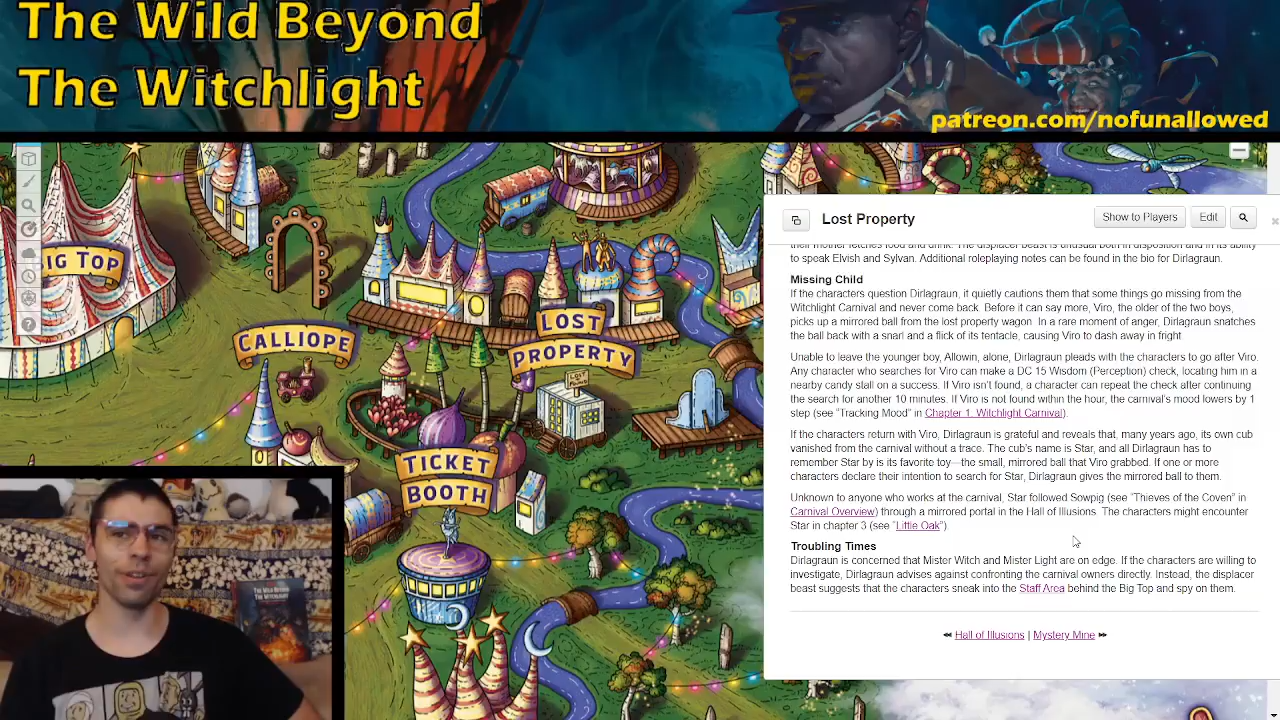 The Wild Beyond
The Witchlight
patreon.com/nofunallowed
Lost Property
Show to Players
Edit
their mother fetches food and drink. The displacer beast is unusual both in disposition and in its ability
to speak Elvish and Sylvan. Additional roleplaying notes can be found in the bio for Dirlagraun.
Missing Child
If the characters question Dirlagraun, it quietly cautions them that some things go missing from the
Witchlight Carnival and never come back. Before it can say more, Viro, the older of the two boys,
picks up a mirrored ball from the lost property wagon. In a rare moment of anger, Dirlagraun snatches
the ball back with a snarl and a flick of its tentacle, causing Viro to dash away in fright.
Unable to leave the younger boy, Allowin, alone, Dirlagraun pleads with the characters to go after Viro.
Any character who searches for Viro can make a DC 15 Wisdom (Perception) check, locating him in a
nearby candy stall on a success. If Viro isn't found, a character can repeat the check after continuing
the search for another 10 minutes. If Viro is not found within the hour, the carnival's mood lowers by 1
step (see "Tracking Mood" in Chapter 1. Witchlight Carnival).
If the characters return with Viro, Dirlagraun is grateful and reveals that, many years ago, its own cub
vanished from the carnival without a trace. The cub's name is Star, and all Dirlagraun has to
remember Star by is its favorite toy—the small, mirrored ball that Viro grabbed. If one or more
characters declare their intention to search for Star, Dirlagraun gives the mirrored ball to them.
Unknown to anyone who works at the carnival, Star followed Sowpig (see "Thieves of the Coven" in
Carnival Overview) through a mirrored portal in the Hall of Illusions. The characters might encounter
Star in chapter 3 (see "Little Oak").
Troubling Times
Dirlagraun is concerned that Mister Witch and Mister Light are on edge. If the characters are willing to
investigate, Dirlagraun advises against confronting the carnival owners directly. Instead, the displacer
beast suggests that the characters sneak into the Staff Area behind the Big Top and spy on them.
Hall of Illusions | Mystery Mine
BIG TOP
CALLIOPE
LOST
PROPERTY
TICKET
BOOTH